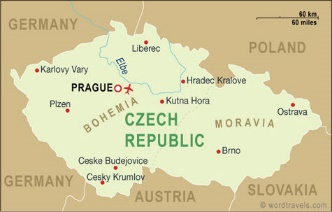 60 km
60 miles
GERMANY
Liberec
POLAND
Elbe
Karlovy Vary
PRAGUE
Hradec Kralove
Kutna Hora
Plzen
BOHEMIA
CZECH
REPUBLIC
MORAVIA
Ostrava
Brno
Ceske Budejovice
Cesky Krumlov
GERMANY
AUSTRIA
SLOVAKIA
© wordtravels.com